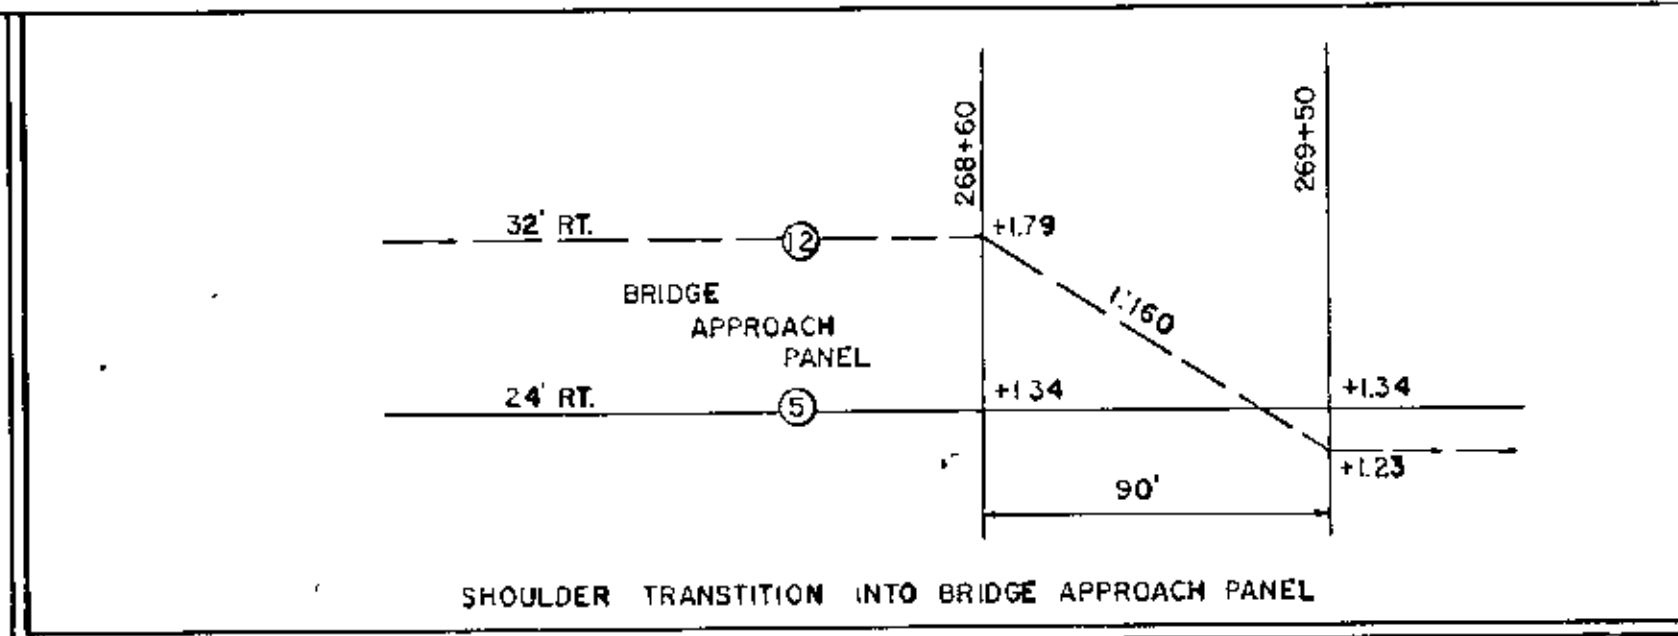 268+60
269+50
32' RT.
12
+1.79
BRIDGE
APPROACH
PANEL
1:160
24' RT.
5
+1.34
+1.34
+1.23
90'
SHOULDER TRANSTITION INTO BRIDGE APPROACH PANEL